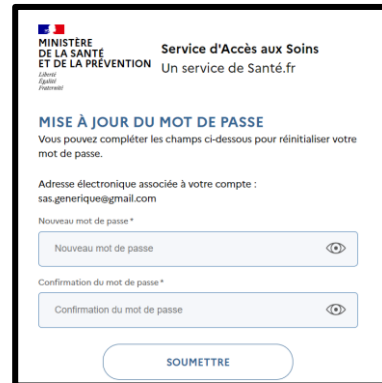 MINISTÈRE
DE LA SANTÉ
ET DE LA PRÉVENTION
Liberté
Égalité
Fraternité
Service d'Accès aux Soins
Un service de Santé.fr
MISE À JOUR DU MOT DE PASSE
Vous pouvez compléter les champs ci-dessous pour réinitialiser votre
mot de passe.
Adresse électronique associée à votre compte :
sas.generique@gmail.com
Nouveau mot de passe *
Nouveau mot de passe
Confirmation du mot de passe *
Confirmation du mot de passe
SOUMETTRE